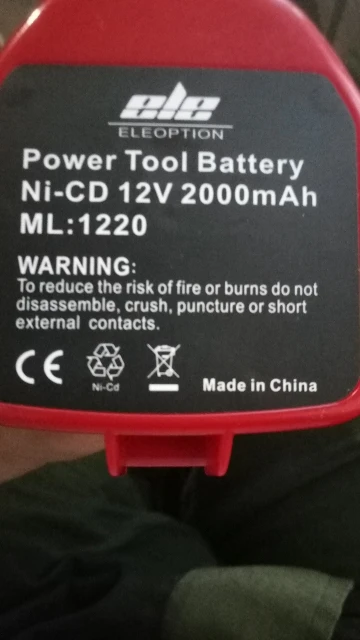 ele
ELEOPTION
Power Tool Battery
Ni-CD 12V 2000mAh
ML:1220
WARNING:
To reduce the risk of fire or burns do not
disassemble, crush, puncture or short
external contacts.
CE
Ni-Cd
Made in China